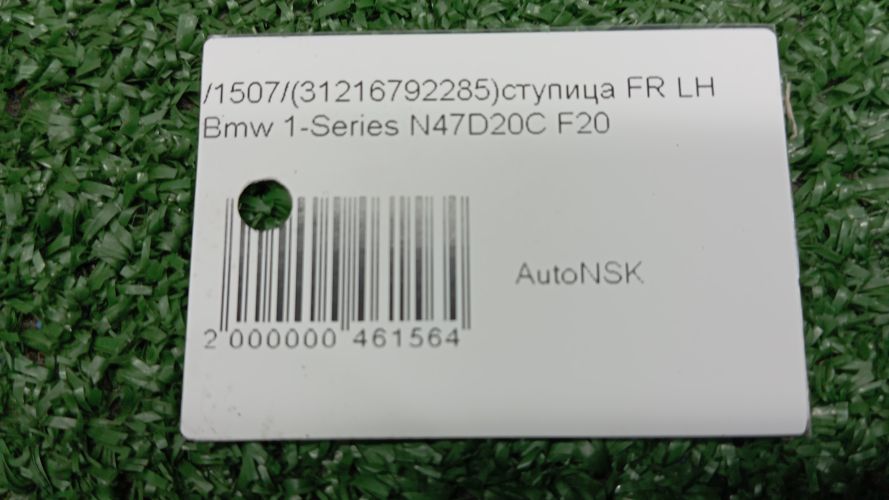 /1507/(31216792285)ступица FR LH
Bmw 1-Series N47D20C F20
AutoNSK
2 000000 461564